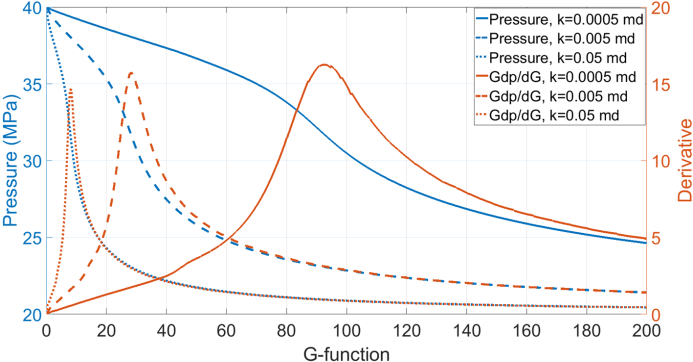 40
35
30
25
20
Pressure (MPa)
20
15
10
5
0
Derivative
Pressure, k=0.0005 md
Pressure, k=0.005 md
Pressure, k=0.05 md
Gdp/dG, k=0.0005 md
Gdp/dG, k=0.005 md
Gdp/dG, k=0.05 md
0 20 40 60 80 100 120 140 160 180 200
G-function